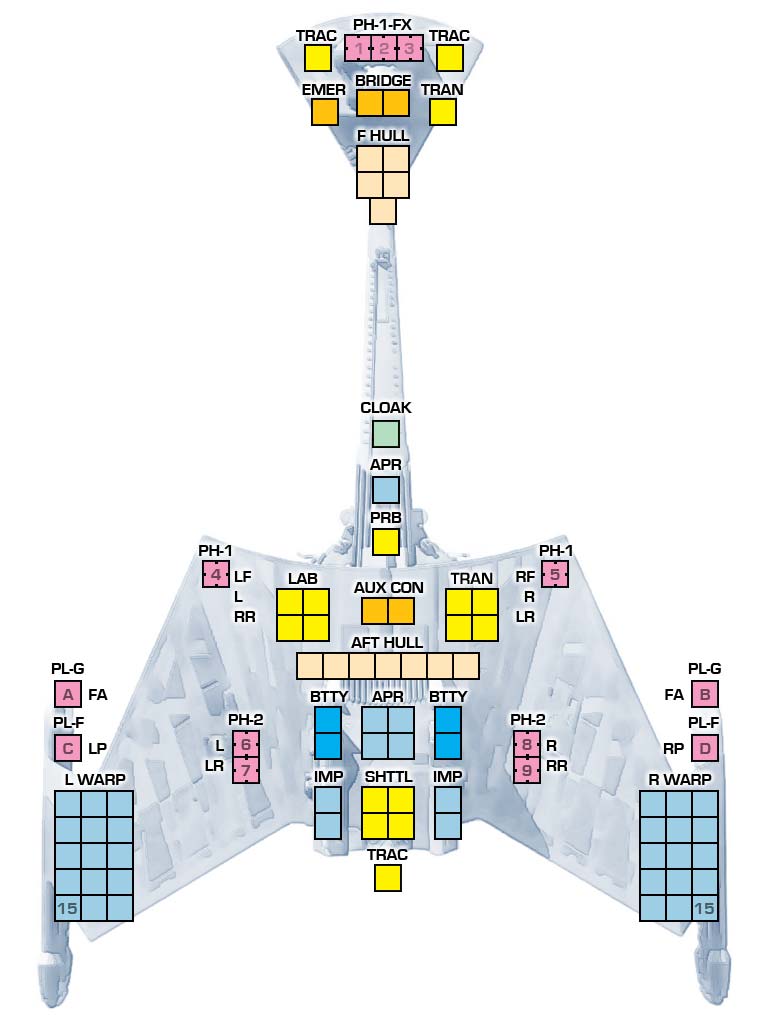 PH-1-FX
TRAC TRAC
1 2 3
EMER BRIDGE TRAN
F HULL
CLOAK
APR
PRB
PH-1 PH-1
4 LF LAB AUX CON TRAN RF 5
L R
RR LR
AFT HULL
PL-G PL-G
A FA FA B
BTTY APR BTTY
PL-F PH-2 PH-2 PL-F
C LP L 6 8 R RP D
LR 7 9 RR
L WARP IMP SHTTL IMP R WARP
TRAC
15 15